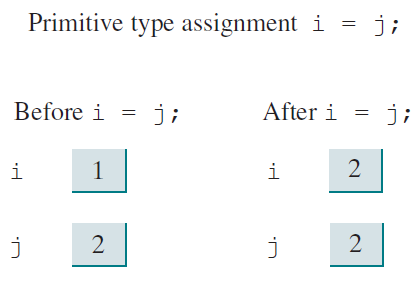 Primitive type assignment i = j;
Before i = j; After i = j;
i 1 i 2
j 2 j 2